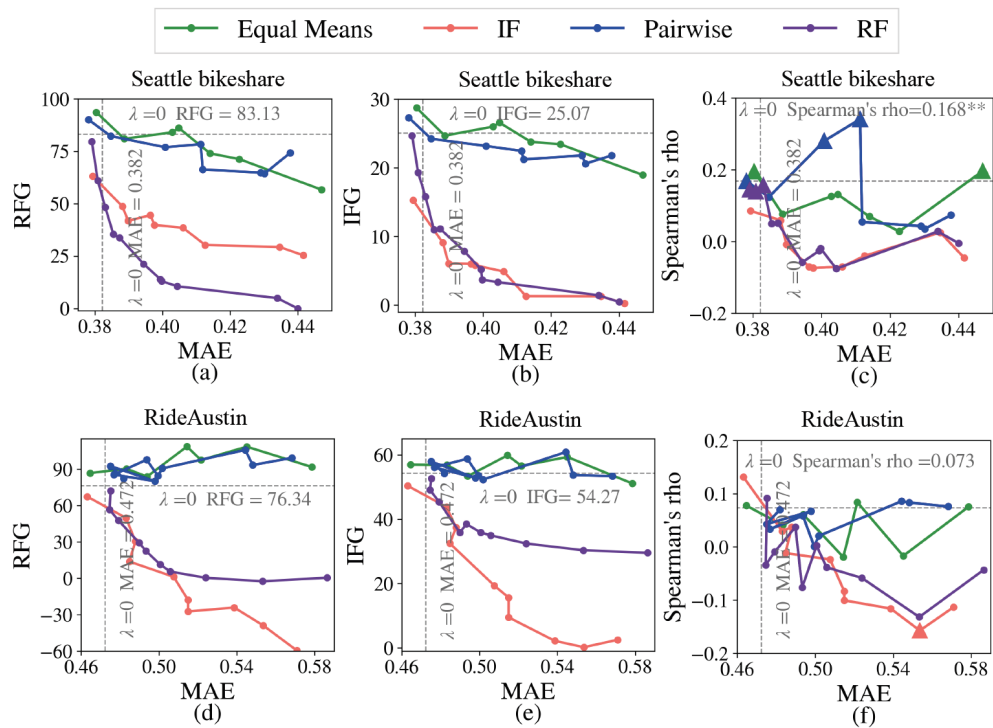 Equal Means IF Pairwise RF
Seattle bikeshare
RFG
100
75
50
25
0
λ=0 RFG = 83.13
λ=0 MAE = 0.382
0.38 0.40 0.42 0.44
MAE
(a)
Seattle bikeshare
IFG
30
20
10
0
λ=0 IFG= 25.07
λ=0 MAE = 0.382
0.38 0.40 0.42 0.44
MAE
(b)
Seattle bikeshare
Spearman's rho
0.4
0.2
0.0
−0.2
λ=0 Spearman's rho=0.168**
λ=0 MAE = 0.382
0.38 0.40 0.42 0.44
MAE
(c)
RideAustin
RFG
90
60
30
0
−30
−60
λ=0 RFG = 76.34
λ=0 MAE = 0.472
0.46 0.50 0.54 0.58
MAE
(d)
RideAustin
IFG
60
40
20
0
λ=0 IFG= 54.27
λ=0 MAE = 0.472
0.46 0.50 0.54 0.58
MAE
(e)
RideAustin
Spearman's rho
0.2
0.1
0.0
−0.1
−0.2
λ=0 Spearman's rho =0.073
λ=0 MAE = 0.472
0.46 0.50 0.54 0.58
MAE
(f)